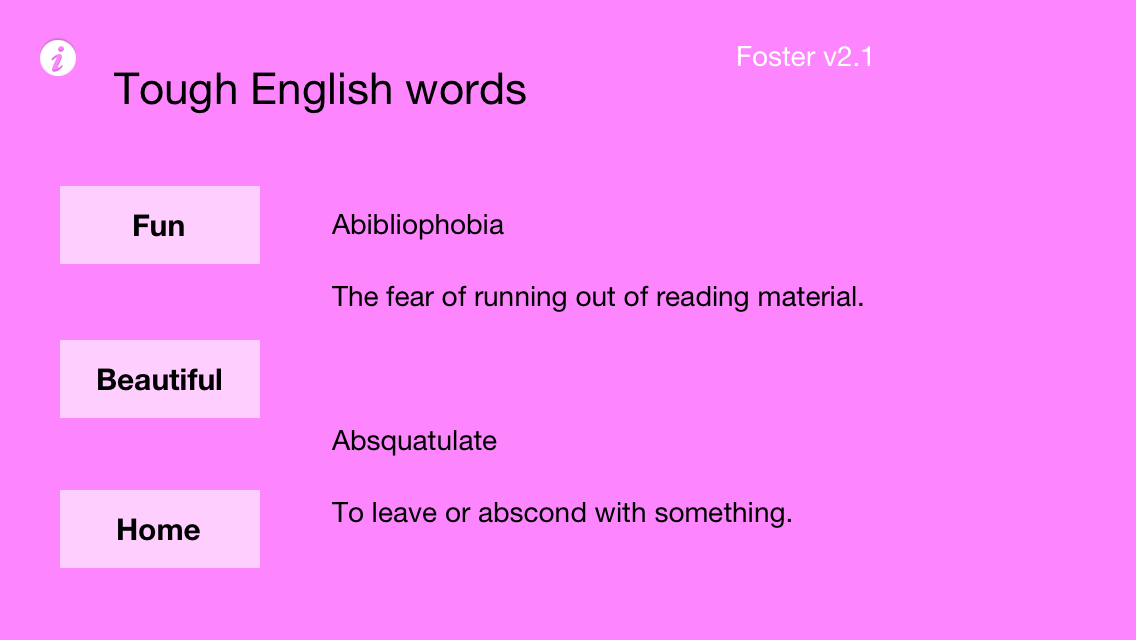 i
Foster v2.1
Tough English words
Fun
Abibliophobia
The fear of running out of reading material.
Beautiful
Absquatulate
To leave or abscond with something.
Home